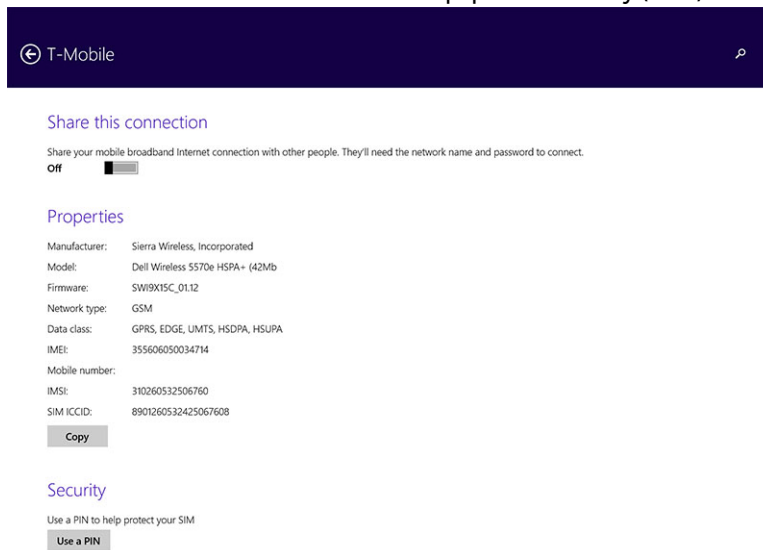 T-Mobile
Share this connection
Share your mobile broadband Internet connection with other people. They'll need the network name and password to connect.
Off
Properties
Manufacturer: Sierra Wireless, Incorporated
Model: Dell Wireless 5570e HSPA+ (42Mb
Firmware: SWI9X15C_01.12
Network type: GSM
Data class: GPRS, EDGE, UMTS, HSDPA, HSUPA
IMEI: 355606050034714
Mobile number:
IMSI: 310260532506760
SIM ICCID: 8901260532425067608
Copy
Security
Use a PIN to help protect your SIM
Use a PIN